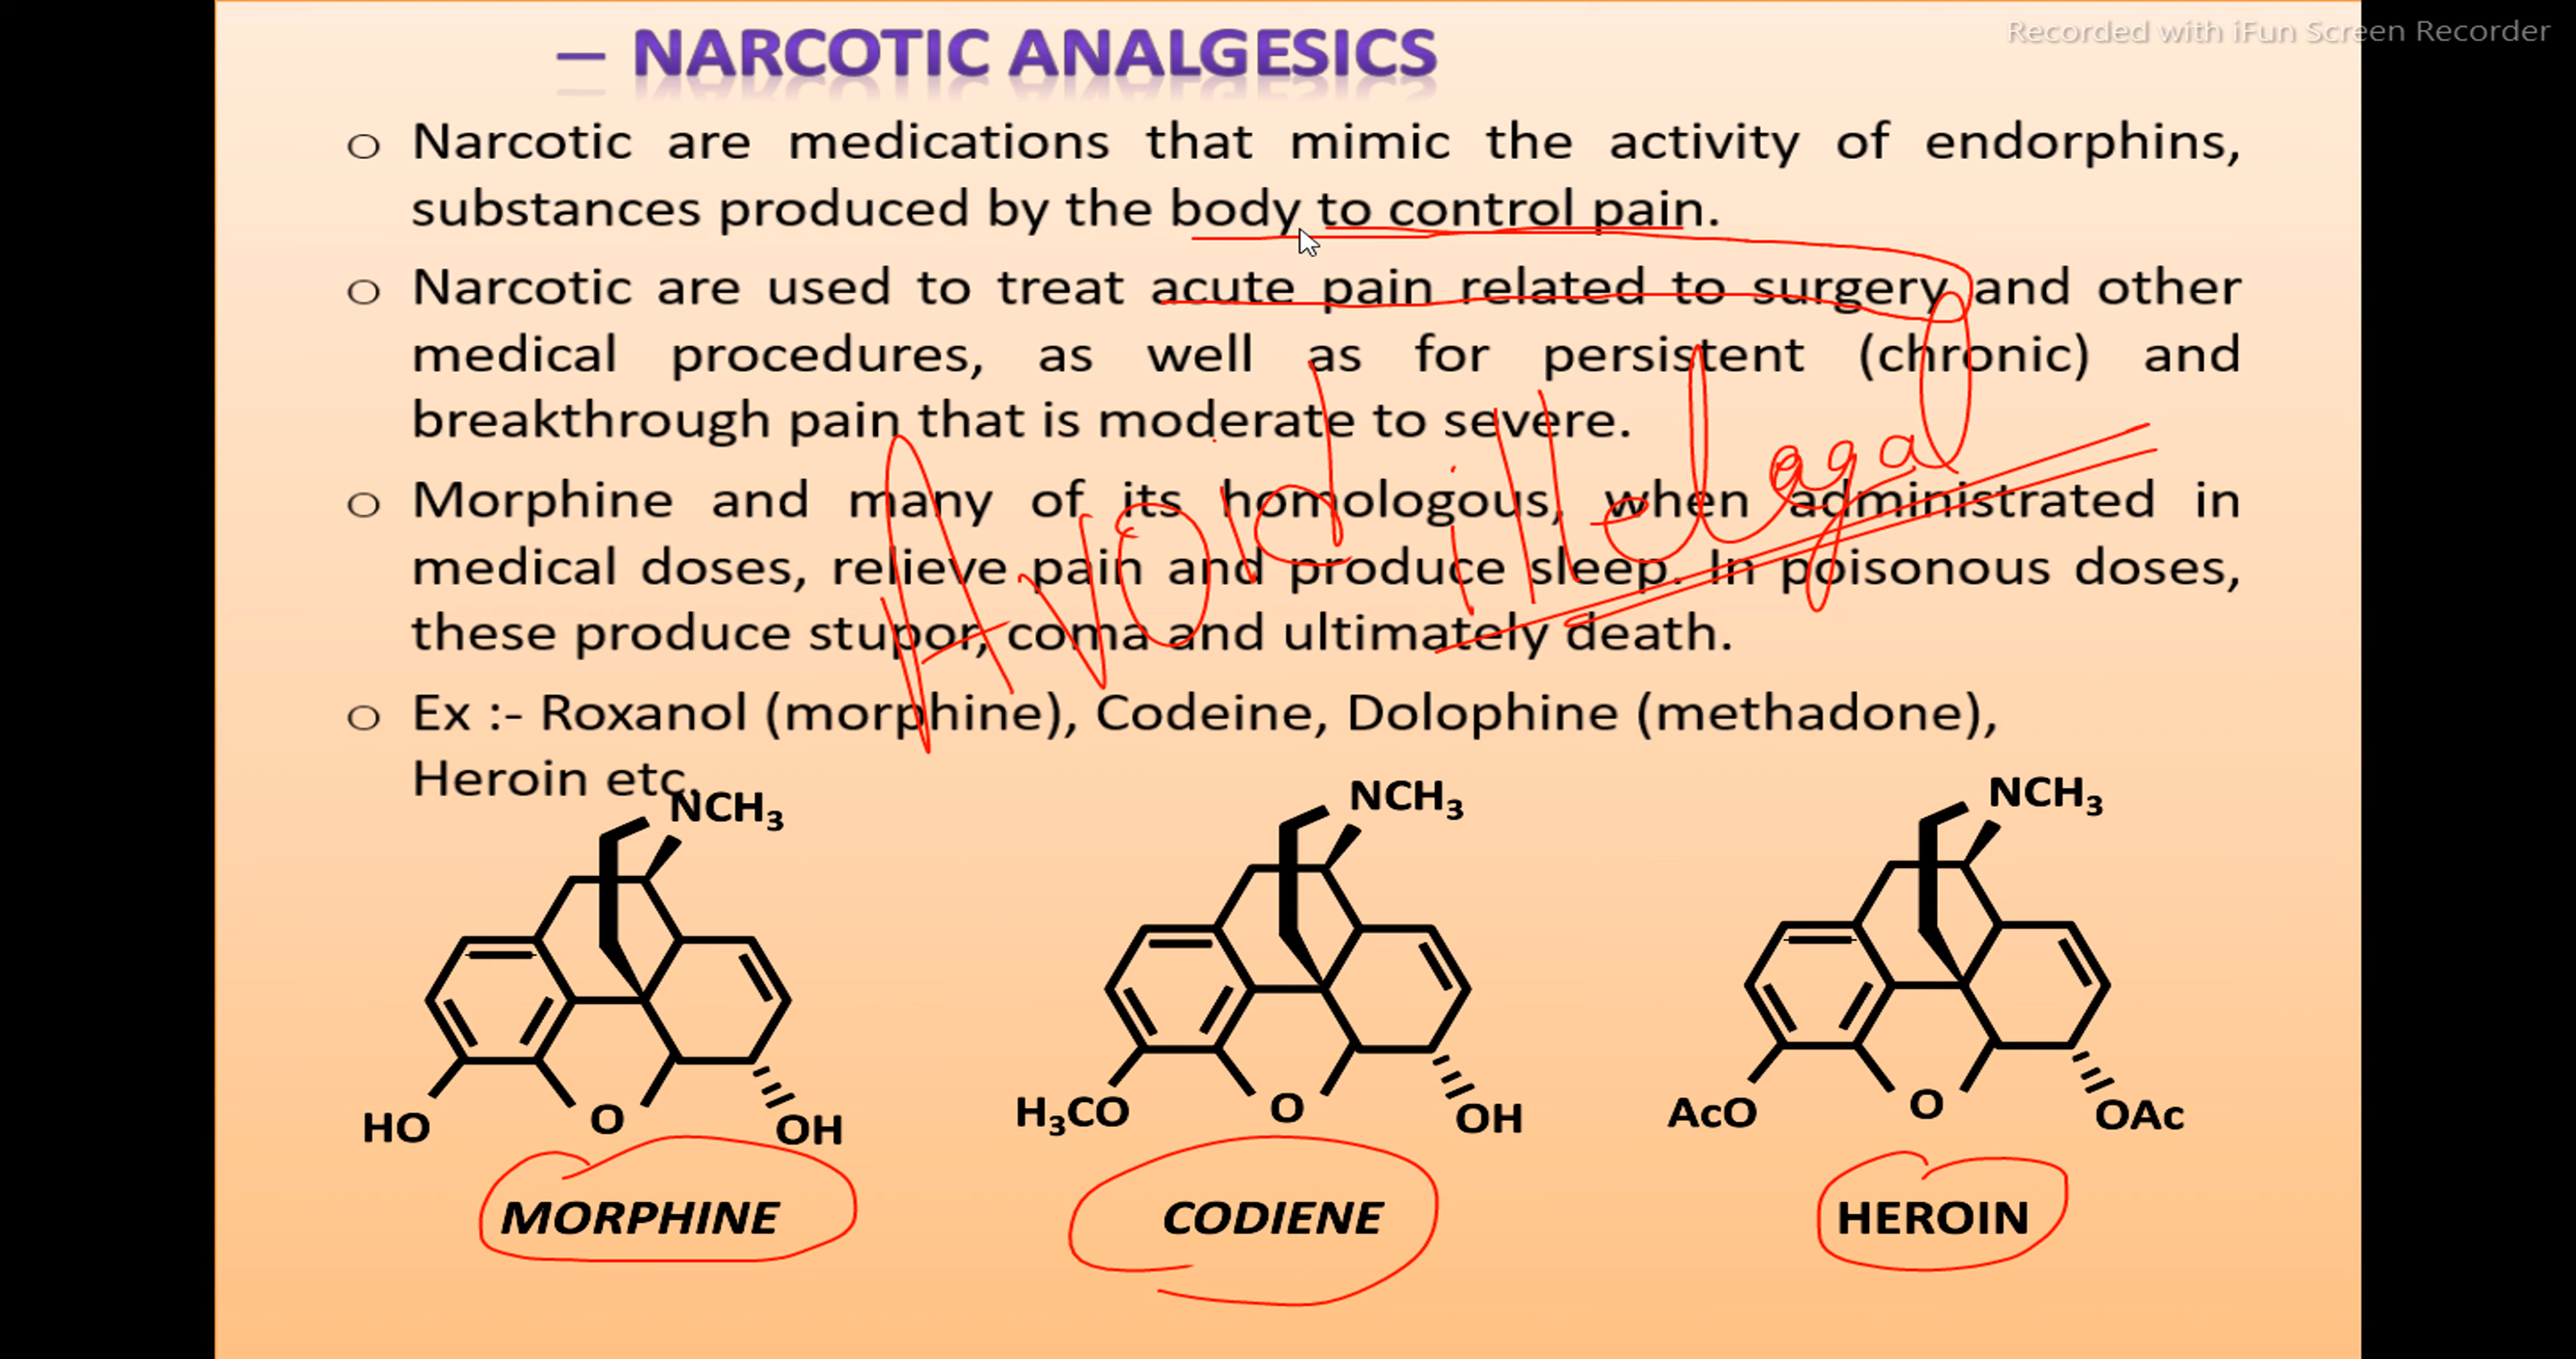 Recorded with iFun Screen Recorder
– NARCOTIC ANALGESICS
o Narcotic are medications that mimic the activity of endorphins,
substances produced by the body to control pain.
o Narcotic are used to treat acute pain related to surgery and other
medical procedures, as well as for persistent (chronic) and
breakthrough pain that is moderate to severe.
o Morphine and many of its homologous, when administrated in
medical doses, relieve pain and produce sleep. In poisonous doses,
these produce stupor, coma and ultimately death.
Avoid illelagal
o Ex :- Roxanol (morphine), Codeine, Dolophine (methadone),
Heroin etc.
NCH3 NCH3 NCH3
HO O OH H3CO O OH AcO O OAc
MORPHINE CODIENE HEROIN